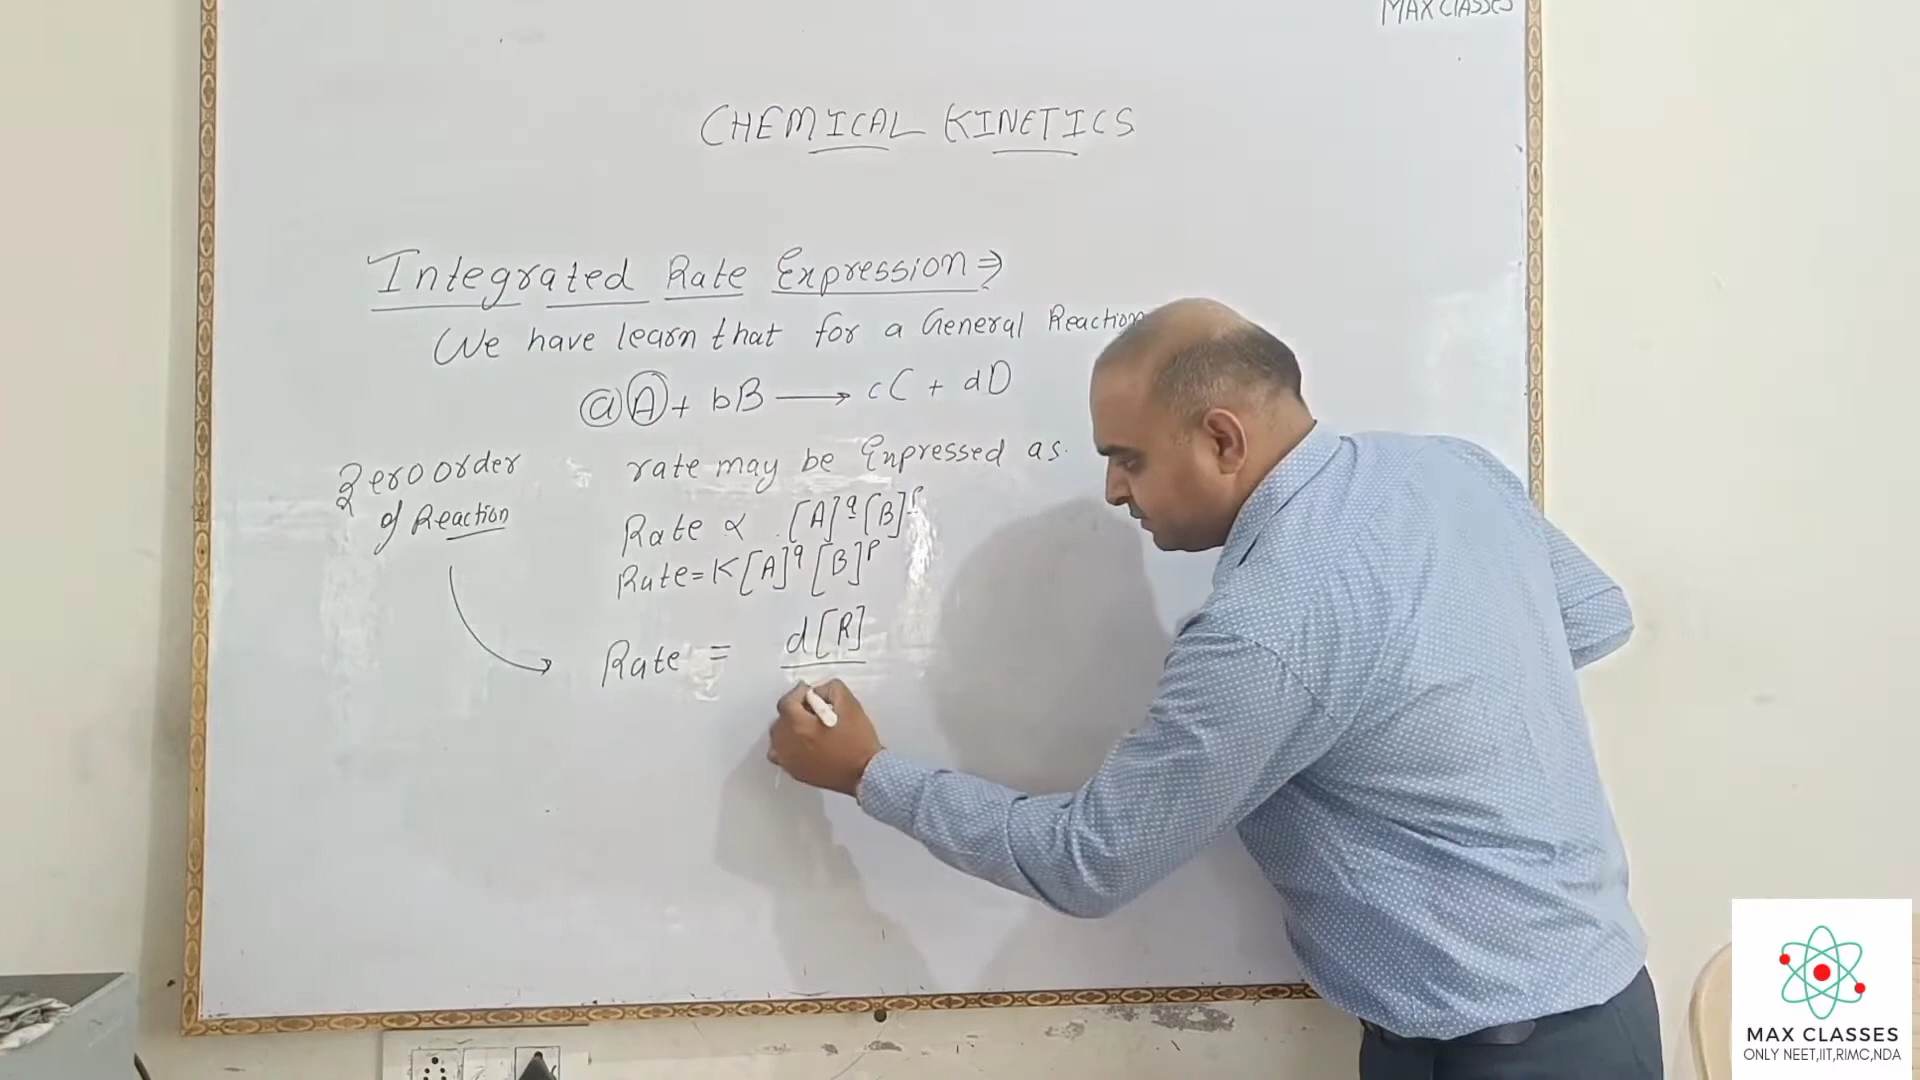 MAX CLASSES
CHEMICAL KINETICS
Integrated Rate Expression ⇒
We have learn that for a General Reaction
aA + bB ⟶ cC + dD
Zero order
of Reaction
rate may be Expressed as.
Rate ∝ [A]^q [B]^p
Rate = K[A]^q [B]^p
Rate = d[R]
MAX CLASSES
ONLY NEET,IIT,RIMC,NDA